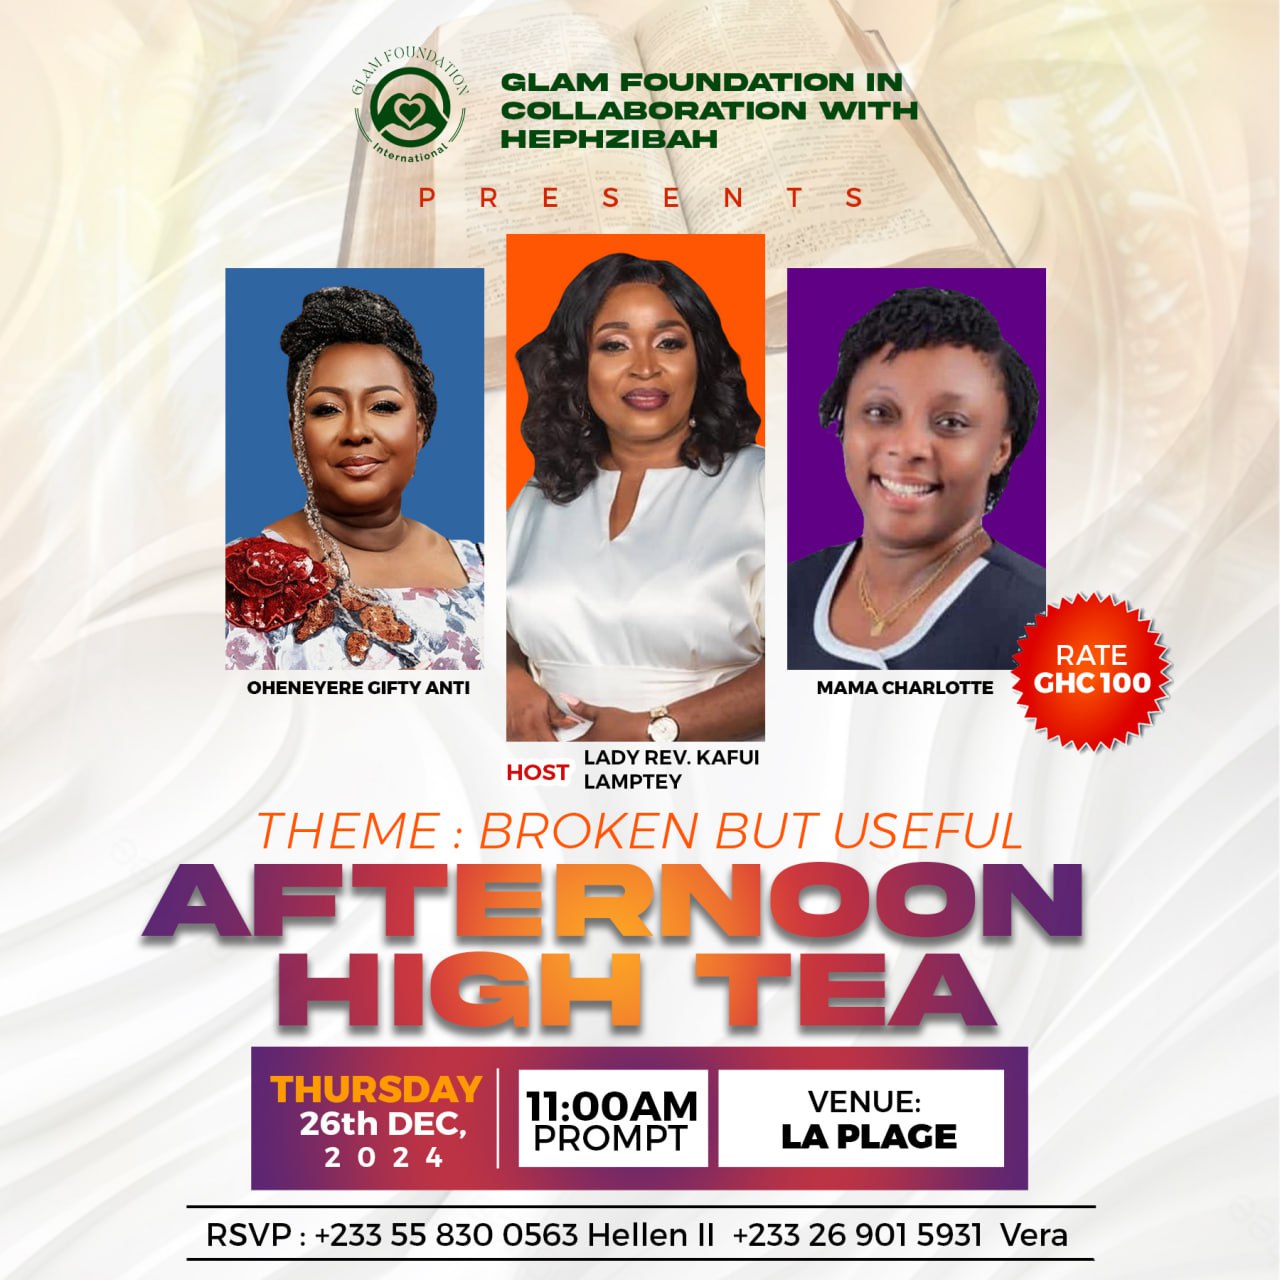 GLAM FOUNDATION
International
GLAM FOUNDATION IN
COLLABORATION WITH
HEPHZIBAH
PRESENTS
OHENEYERE GIFTY ANTI
MAMA CHARLOTTE
RATE
GHC 100
HOST
LADY REV. KAFUI
LAMPTEY
THEME : BROKEN BUT USEFUL
AFTERNOON
HIGH TEA
THURSDAY
26th DEC,
2024
11:00AM
PROMPT
VENUE:
LA PLAGE
RSVP : +233 55 830 0563 Hellen II +233 26 901 5931 Vera